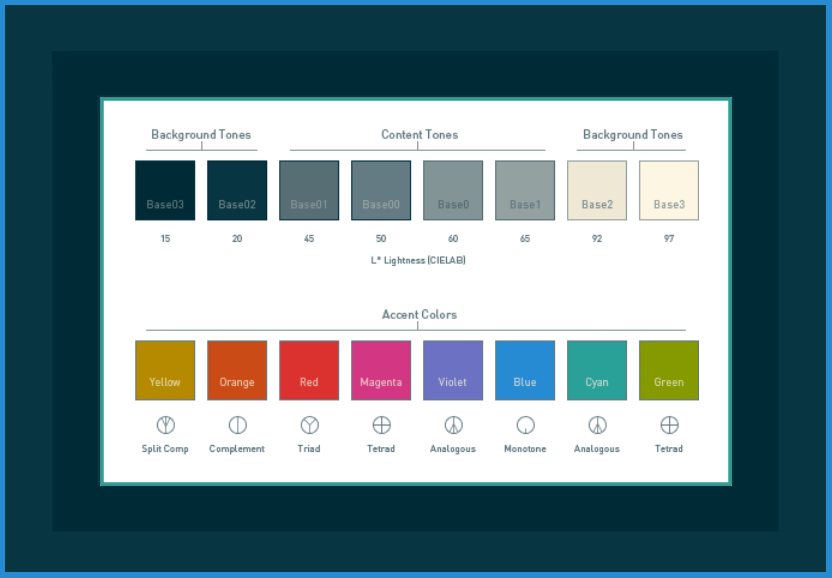 Background Tones Content Tones Background Tones
Base03 Base02 Base01 Base00 Base0 Base1 Base2 Base3
15 20 45 50 60 65 92 97
L* Lightness (CIELAB)
Accent Colors
Yellow Orange Red Magenta Violet Blue Cyan Green
Split Comp Complement Triad Tetrad Analogous Monotone Analogous Tetrad